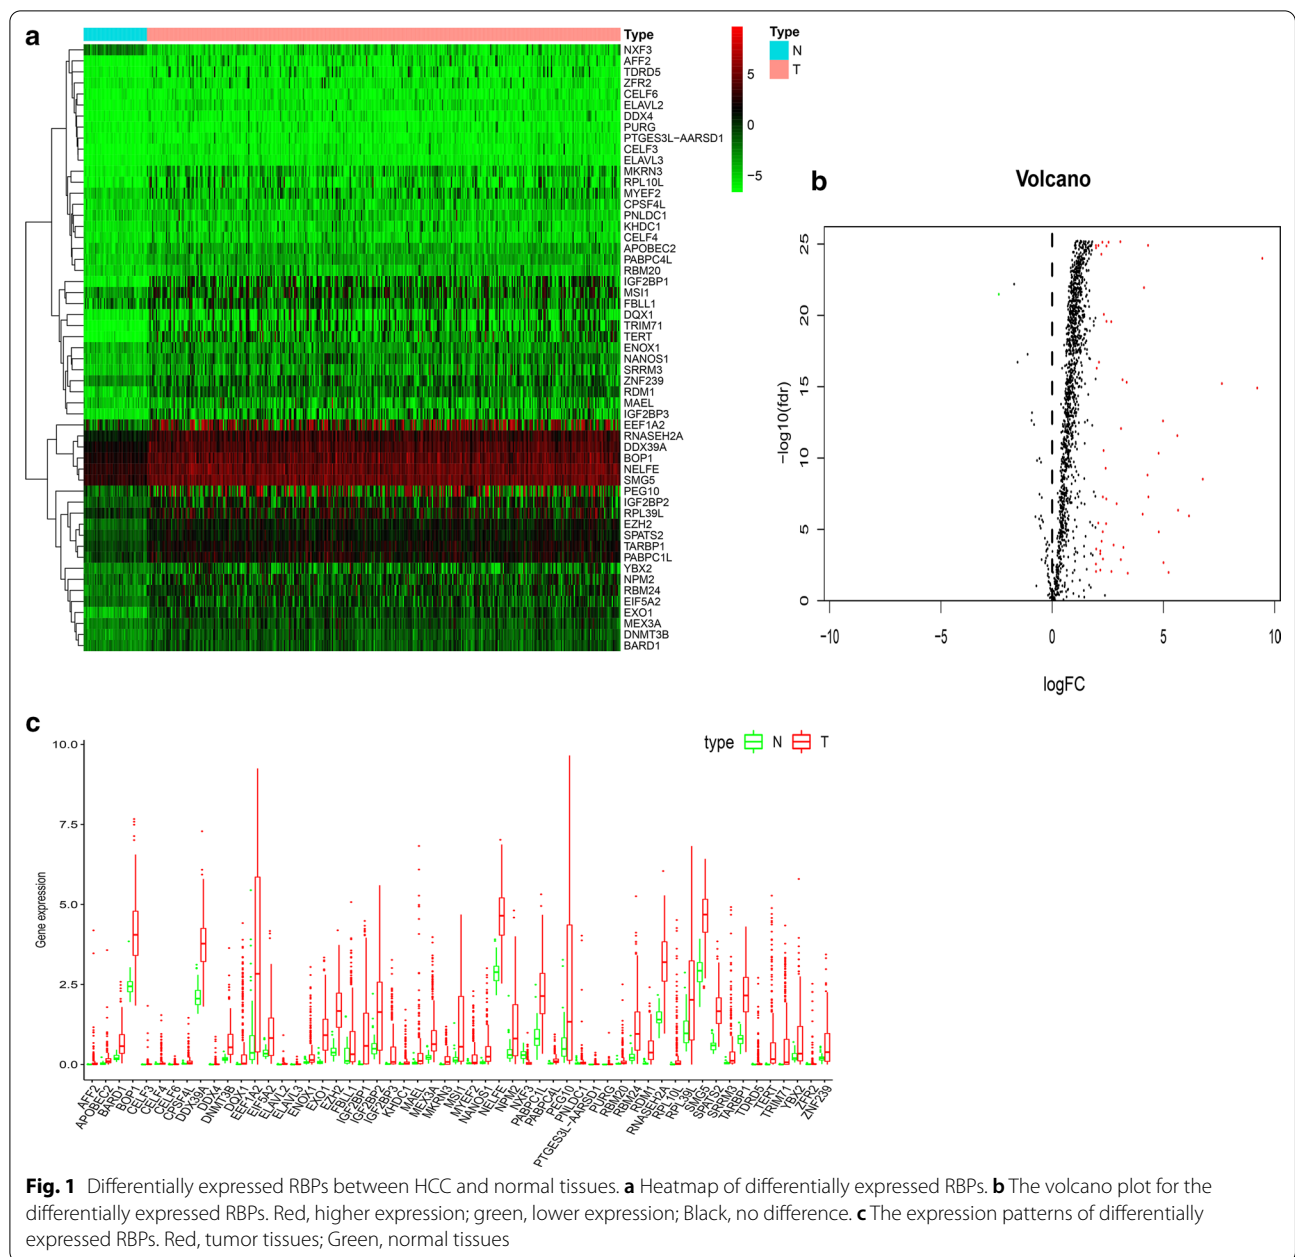 a
Type
NXF3
AFF2
TDRD5
ZFR2
CELF6
ELAVL2
DDX4
PURG
PTGES3L−AARSD1
CELF3
ELAVL3
MKRN3
RPL10L
MYEF2
CPSF4L
PNLDC1
KHDC1
CELF4
APOBEC2
PABPC4L
RBM20
IGF2BP1
MSI1
FBLL1
DQX1
TRIM71
TERT
ENOX1
NANOS1
SRRM3
ZNF239
RDM1
MAEL
IGF2BP3
EEF1A2
RNASEH2A
DDX39A
BOP1
NELFE
SMG5
PEG10
IGF2BP2
RPL39L
EZH2
SPATS2
TARBP1
PABPC1L
YBX2
NPM2
RBM24
EIF5A2
EXO1
MEX3A
DNMT3B
BARD1
5
0
−5
Type
N
T
b
Volcano
−log10(fdr)
25
20
15
10
5
0
−10
−5
0
5
10
logFC
c
type
N
T
Gene expression
10.0
7.5
5.0
2.5
0.0
AFF2
APOBEC2
BARD1
BOP1
CELF3
CELF4
CELF6
CPSF4L
DDX39A
DDX4
DNMT3B
DQX1
EEF1A2
EIF5A2
ELAVL2
ELAVL3
ENOX1
EXO1
EZH2
FBLL1
IGF2BP1
IGF2BP2
IGF2BP3
KHDC1
MAEL
MEX3A
MKRN3
MSI1
MYEF2
NANOS1
NELFE
NPM2
NXF3
PABPC1L
PABPC4L
PEG10
PNLDC1
PTGES3L−AARSD1
PURG
RBM20
RBM24
RDM1
RNASEH2A
RPL10L
RPL39L
SMG5
SPATS2
SRRM3
TARBP1
TDRD5
TERT
TRIM71
YBX2
ZFR2
ZNF239
Fig. 1 Differentially expressed RBPs between HCC and normal tissues. a Heatmap of differentially expressed RBPs. b The volcano plot for the
differentially expressed RBPs. Red, higher expression; green, lower expression; Black, no difference. c The expression patterns of differentially
expressed RBPs. Red, tumor tissues; Green, normal tissues